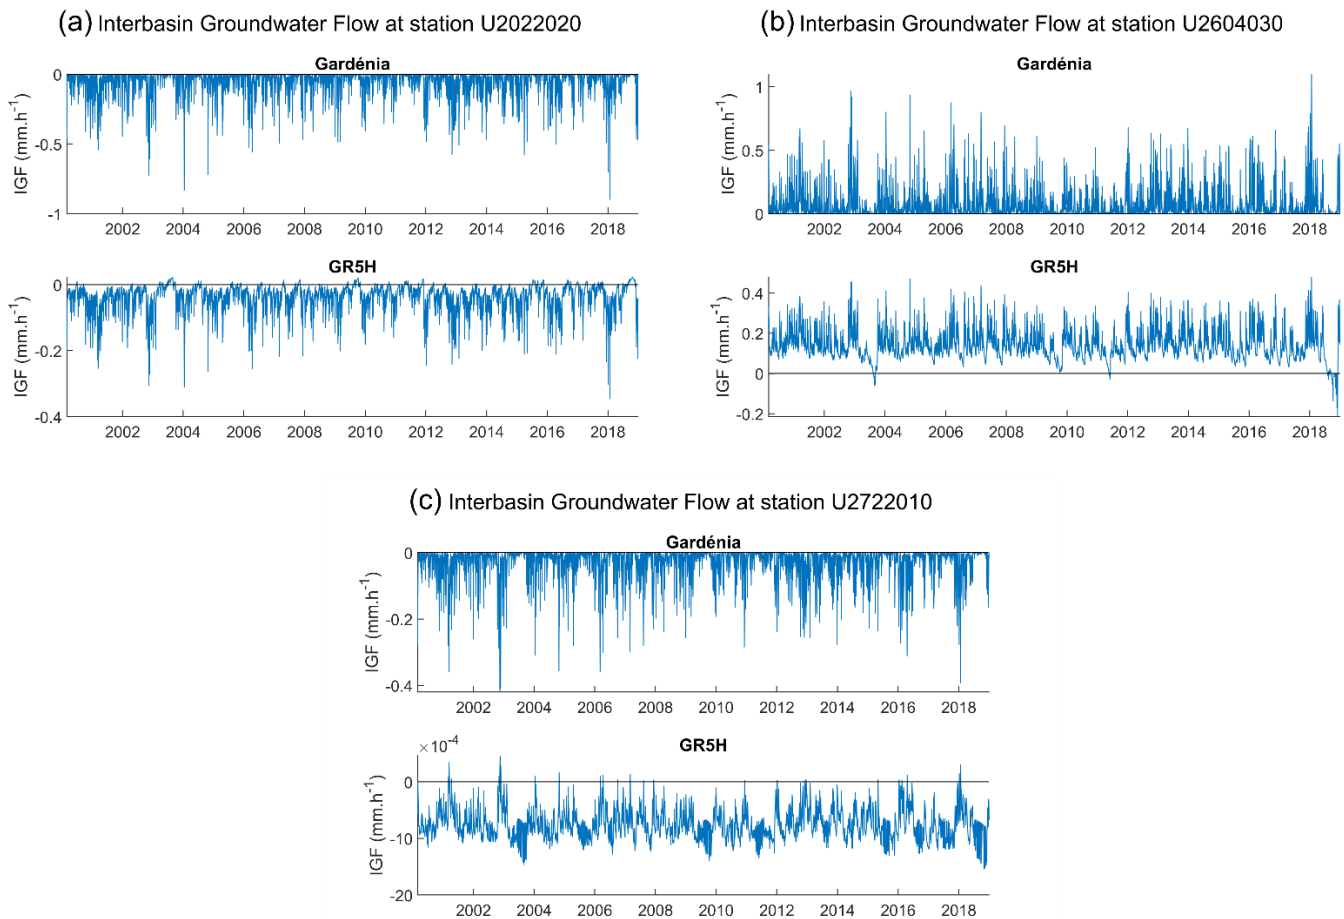 (a) Interbasin Groundwater Flow at station U2022020
Gardénia
IGF (mm.h⁻¹)
0
-0.5
-1
2002 2004 2006 2008 2010 2012 2014 2016 2018
GR5H
IGF (mm.h⁻¹)
0
-0.2
-0.4
2002 2004 2006 2008 2010 2012 2014 2016 2018
(b) Interbasin Groundwater Flow at station U2604030
Gardénia
IGF (mm.h⁻¹)
1
0.5
0
2002 2004 2006 2008 2010 2012 2014 2016 2018
GR5H
IGF (mm.h⁻¹)
0.4
0.2
0
-0.2
2002 2004 2006 2008 2010 2012 2014 2016 2018
(c) Interbasin Groundwater Flow at station U2722010
Gardénia
IGF (mm.h⁻¹)
0
-0.2
-0.4
2002 2004 2006 2008 2010 2012 2014 2016 2018
×10⁻⁴
GR5H
IGF (mm.h⁻¹)
0
-10
-20
2002 2004 2006 2008 2010 2012 2014 2016 2018